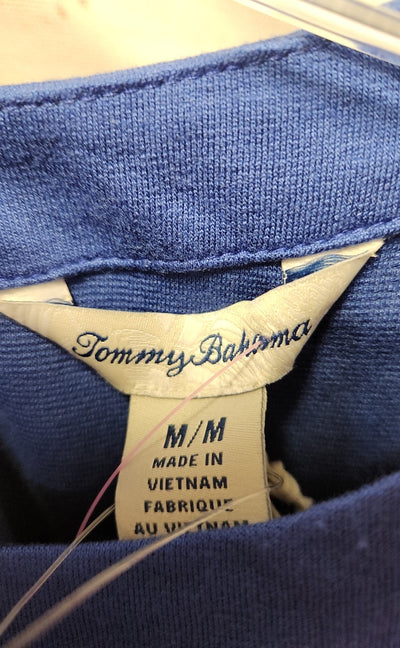 Tommy Bahama
M/M
MADE IN
VIETNAM
FABRIQUE
AU VIETNAM